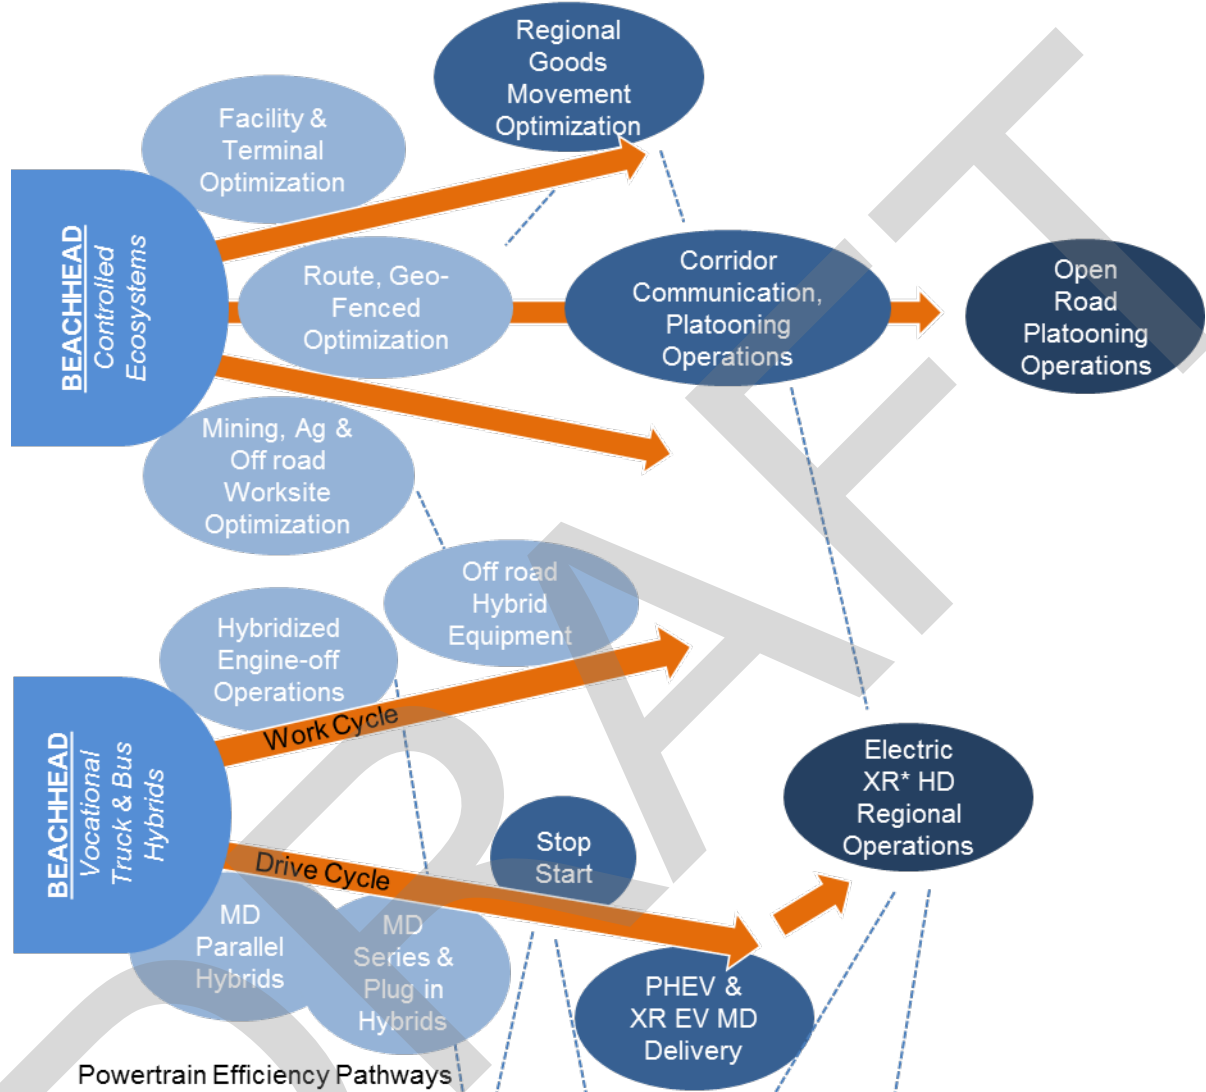 Regional
Goods
Movement
Optimization
Facility &
Terminal
Optimization
BEACHHEAD
Controlled
Ecosystems
Route, Geo-
Fenced
Optimization
Corridor
Communication,
Platooning
Operations
Open
Road
Platooning
Operations
Mining, Ag &
Off road
Worksite
Optimization
Off road
Hybrid
Equipment
Hybridized
Engine-off
Operations
BEACHHEAD
Vocational
Truck & Bus
Hybrids
Work Cycle
Electric
XR* HD
Regional
Operations
Stop
Start
Drive Cycle
MD
Parallel
Hybrids
MD
Series &
Plug in
Hybrids
PHEV &
XR EV MD
Delivery
Powertrain Efficiency Pathways
DRAFT